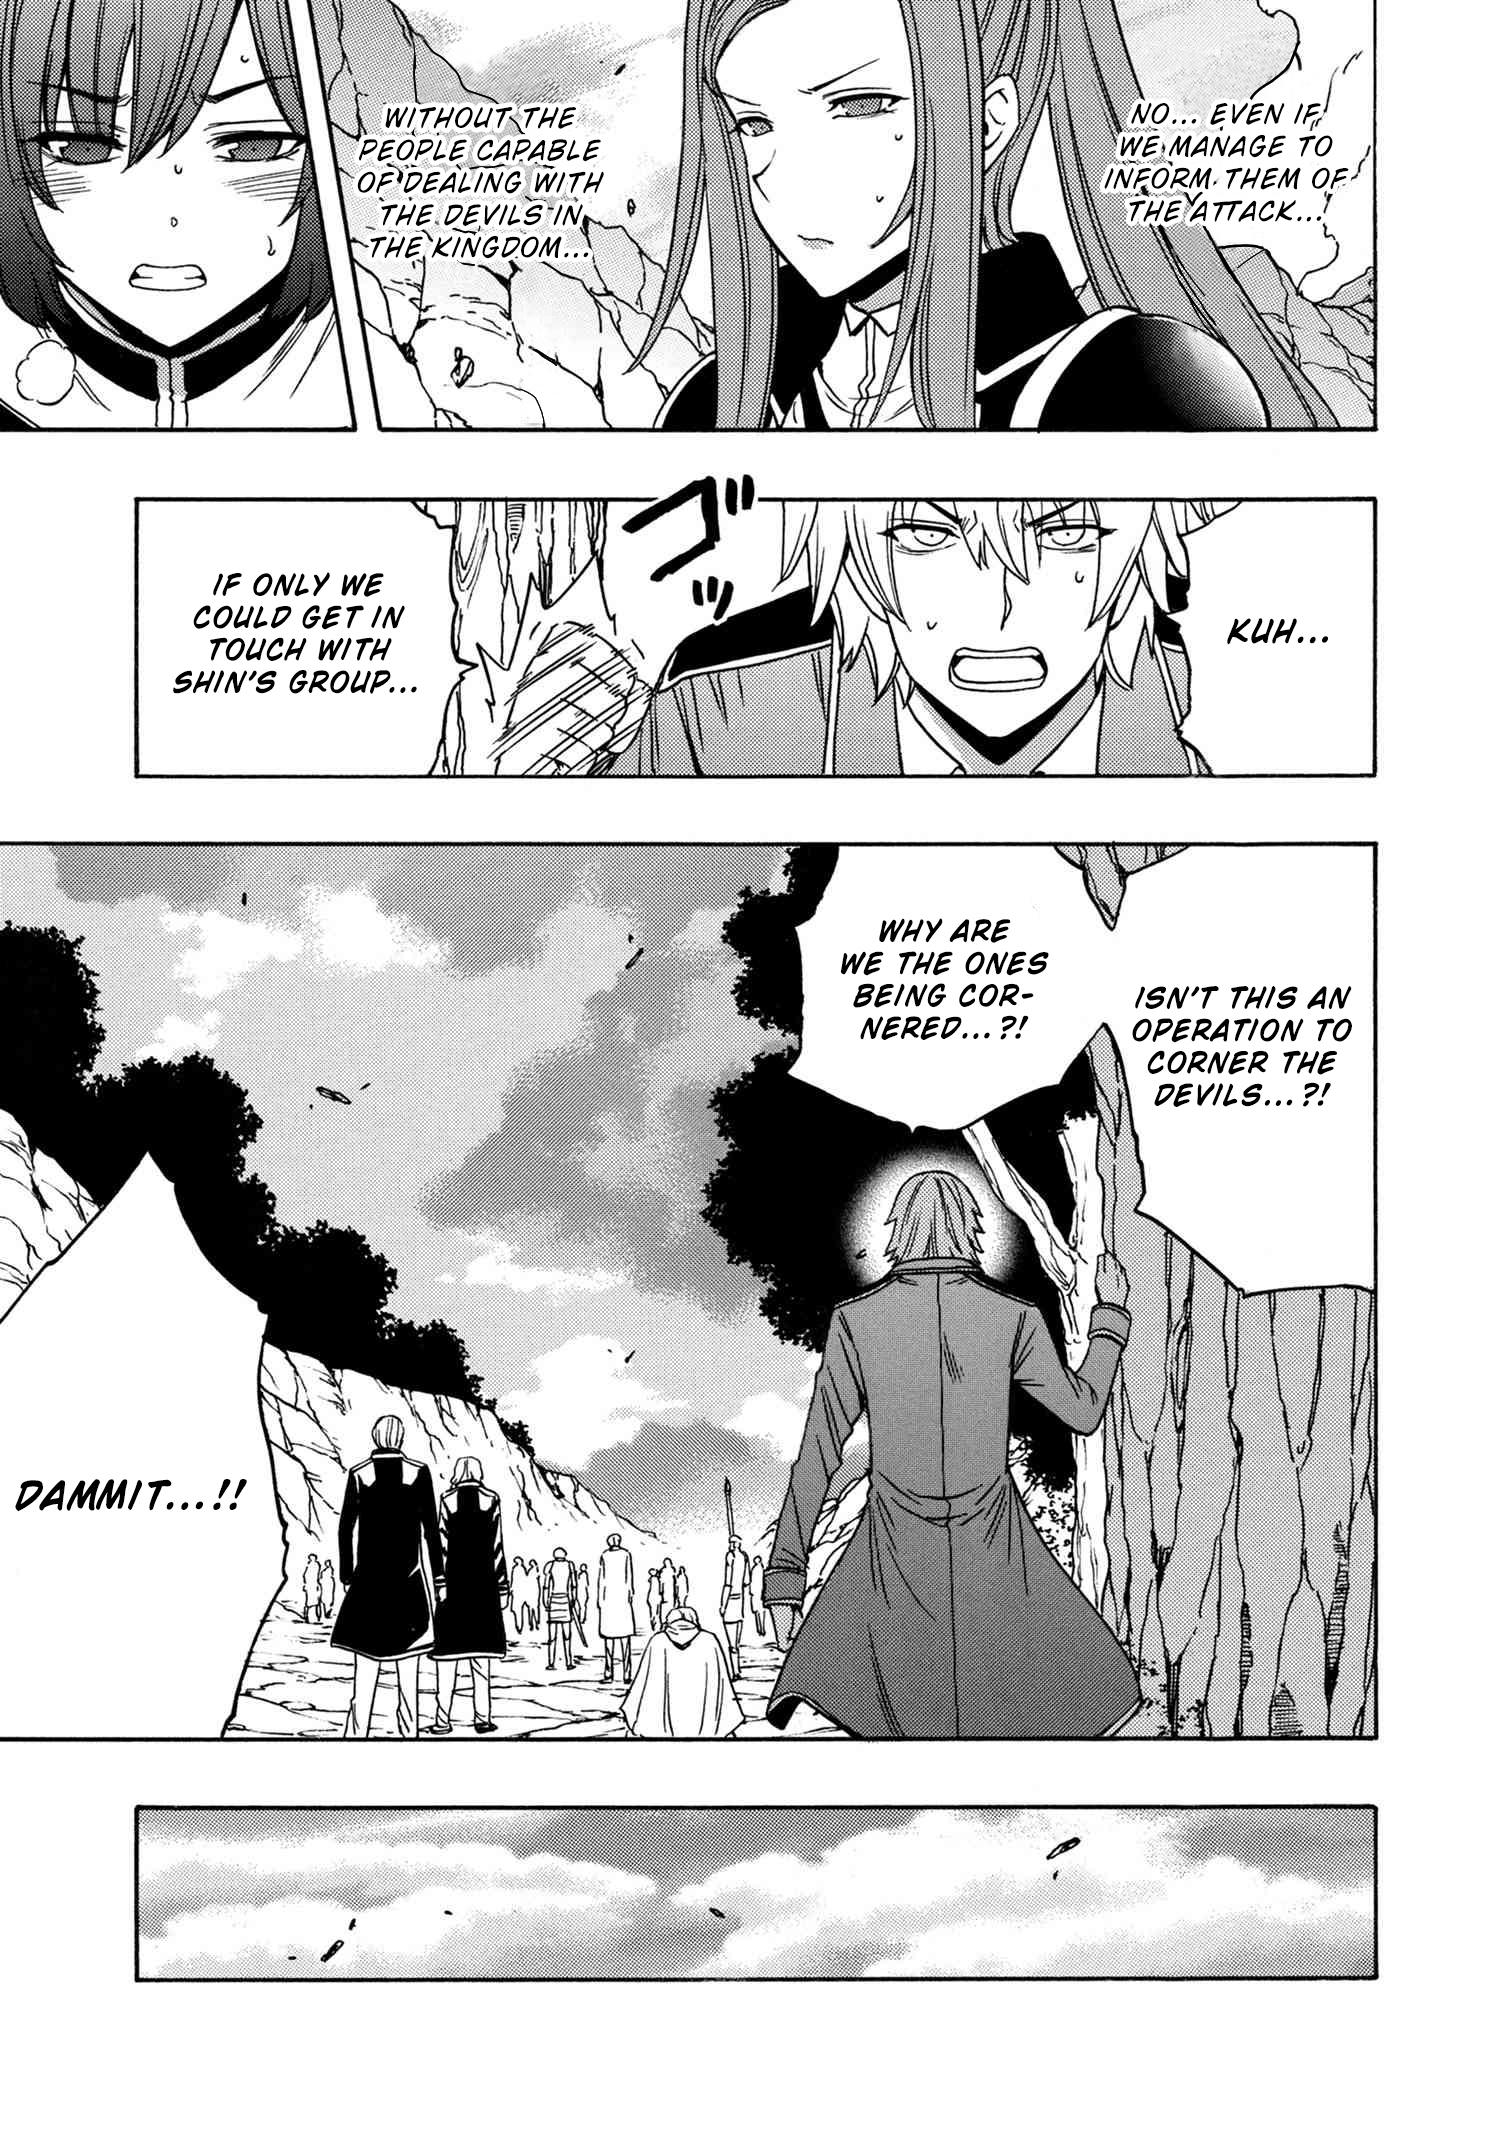 NO... EVEN IF
WE MANAGE TO
INFORM THEM OF
THE ATTACK...
WITHOUT THE
PEOPLE CAPABLE
OF DEALING WITH
THE DEVILS IN
THE KINGDOM...
KUH...
ゴッ
IF ONLY WE
COULD GET IN
TOUCH WITH
SHIN'S GROUP...
ISN'T THIS AN
OPERATION TO
CORNER THE
DEVILS...?!
WHY ARE
WE THE ONES
BEING COR-
NERED...?!
DAMMIT...!!